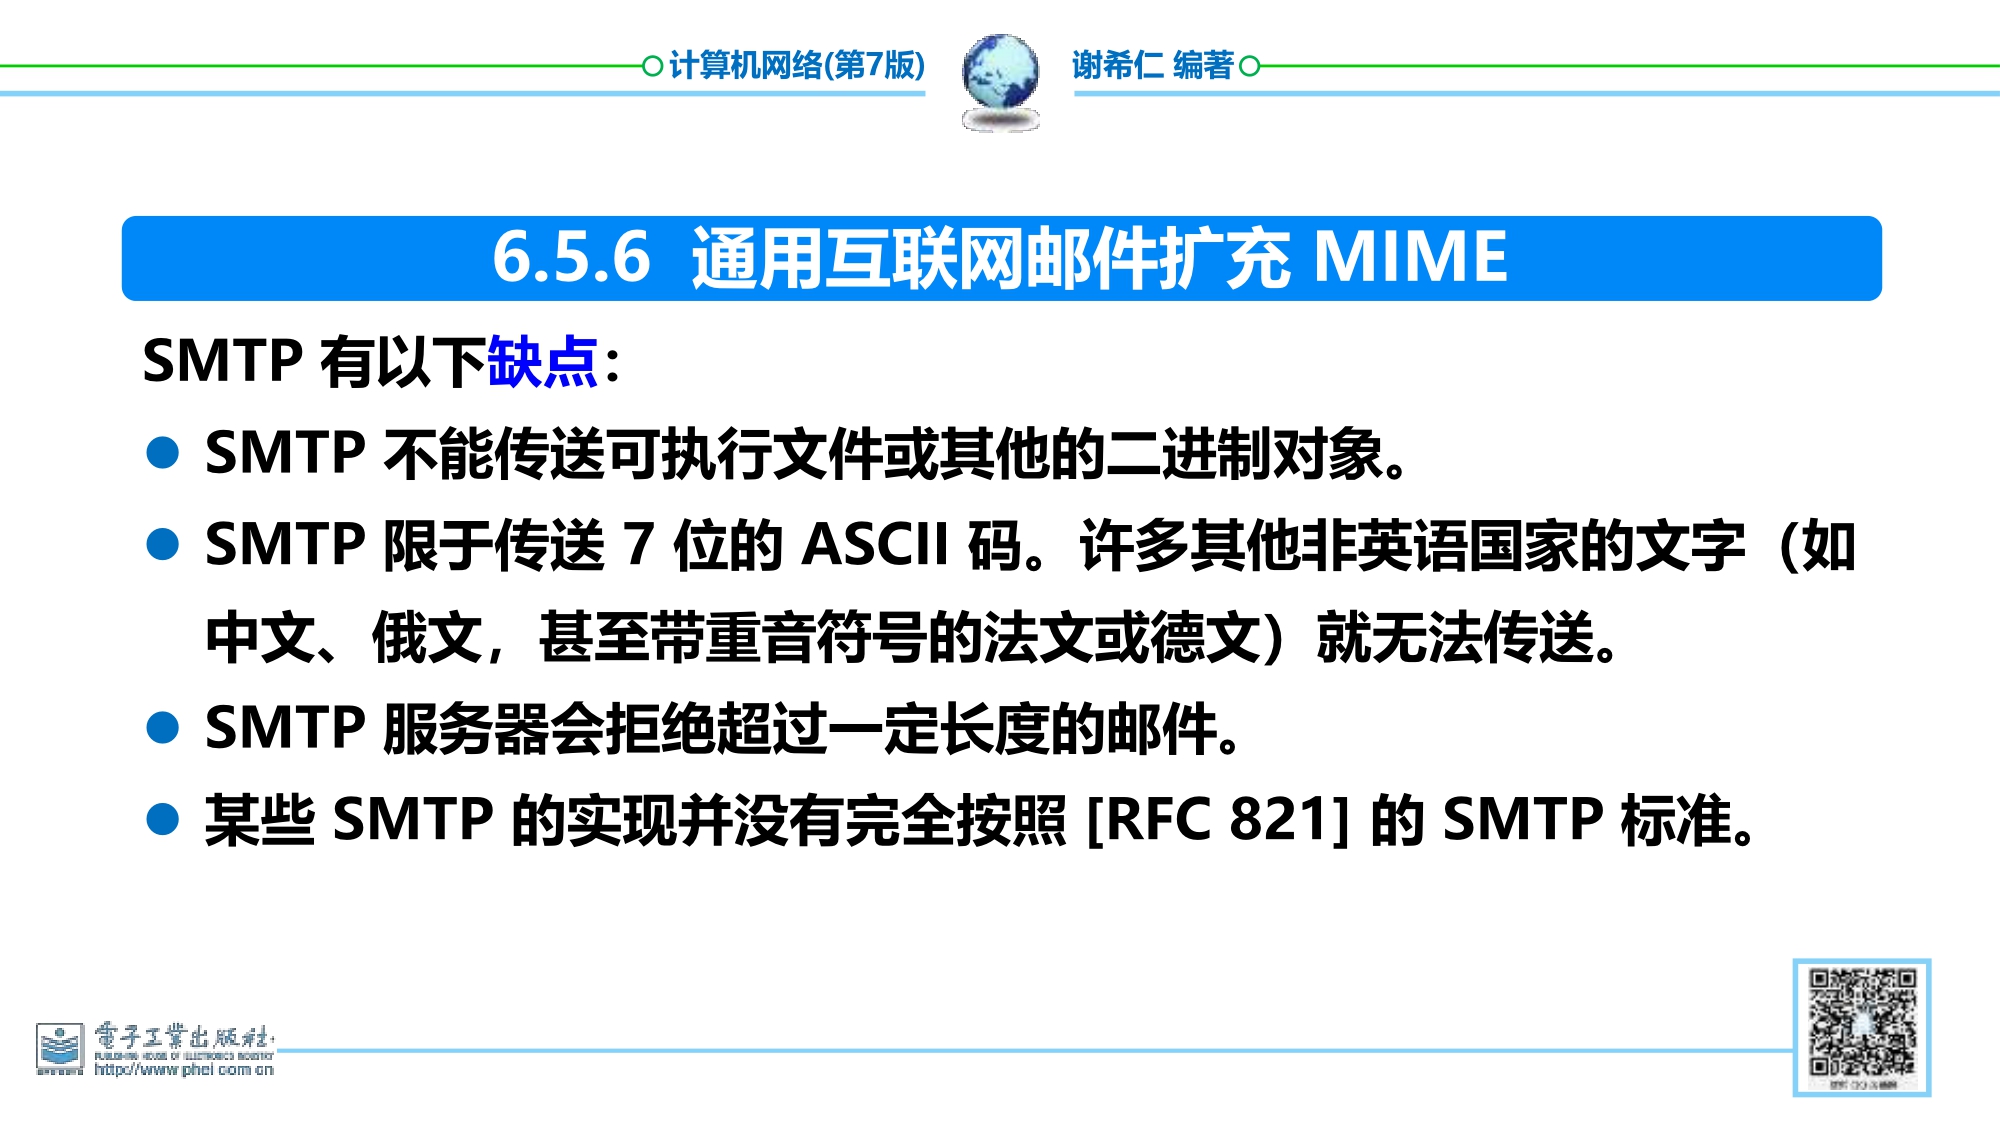 计算机网络(第7版)
谢希仁 编著
6.5.6 通用互联网邮件扩充 MIME
SMTP 有以下缺点：
● SMTP 不能传送可执行文件或其他的二进制对象。
● SMTP 限于传送 7 位的 ASCII 码。许多其他非英语国家的文字（如
中文、俄文，甚至带重音符号的法文或德文）就无法传送。
● SMTP 服务器会拒绝超过一定长度的邮件。
● 某些 SMTP 的实现并没有完全按照 [RFC 821] 的 SMTP 标准。
電子工業出版社
PUBLISHING HOUSE OF ELECTRONICS INDUSTRY
http://www.phei.com.cn